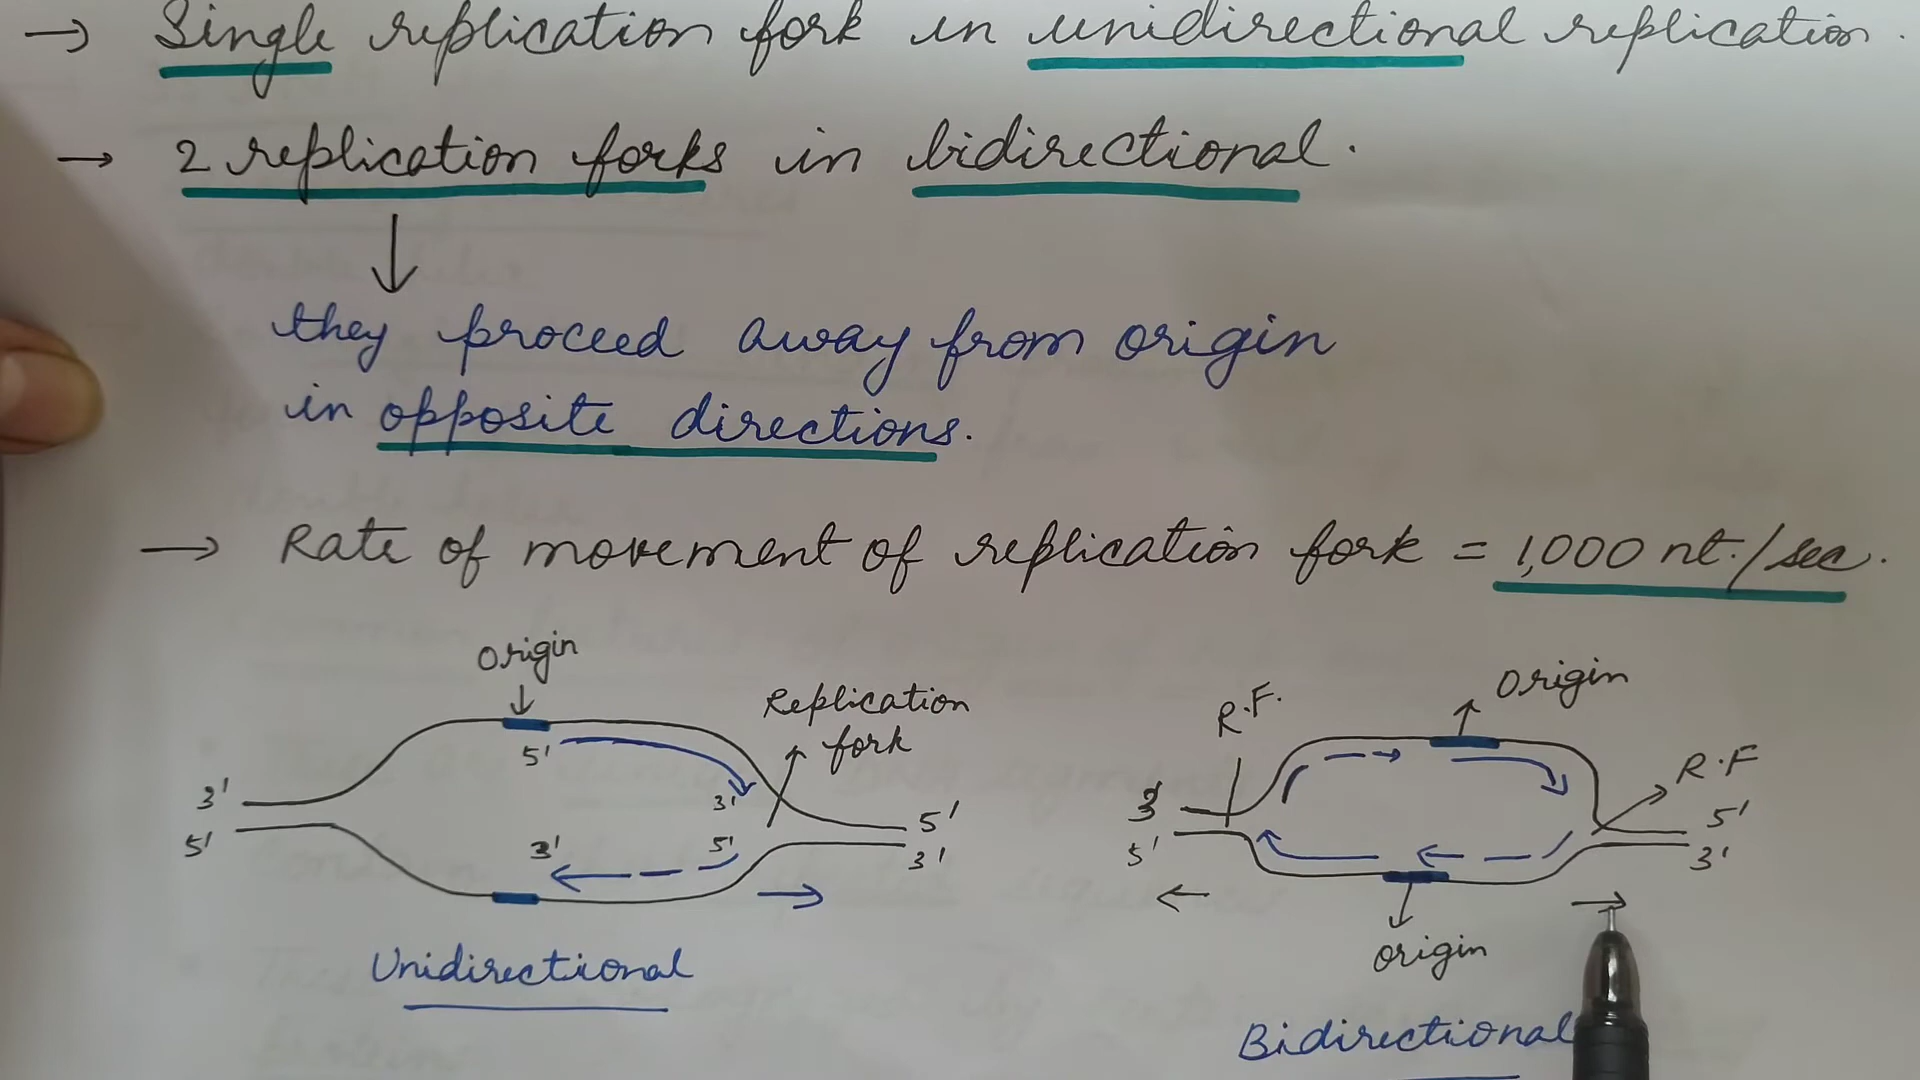 → Single replication fork in unidirectional replication.
→ 2 replication forks in bidirectional.
they proceed away from origin
in opposite directions.
→ Rate of movement of replication fork = 1,000 nt./sec.
Origin
Replication
fork
5'
3'
3'
5'
3'
5'
5'
3'
Unidirectional
R.F.
Origin
R.F
3'
5'
5'
3'
origin
Bidirectional